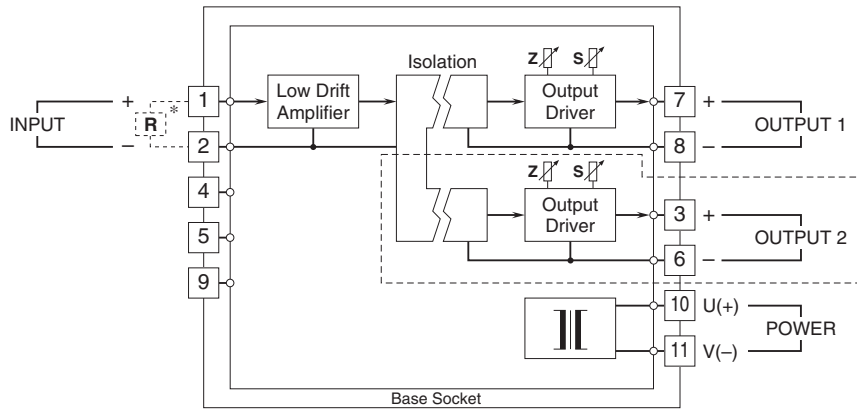 Isolation
Z S
Low Drift
Amplifier
Output
Driver
INPUT
+
–
R *
1
2
4
5
9
7 +
8 –
OUTPUT 1
Z S
Output
Driver
3 +
6 –
OUTPUT 2
10 U(+)
11 V(–)
POWER
Base Socket